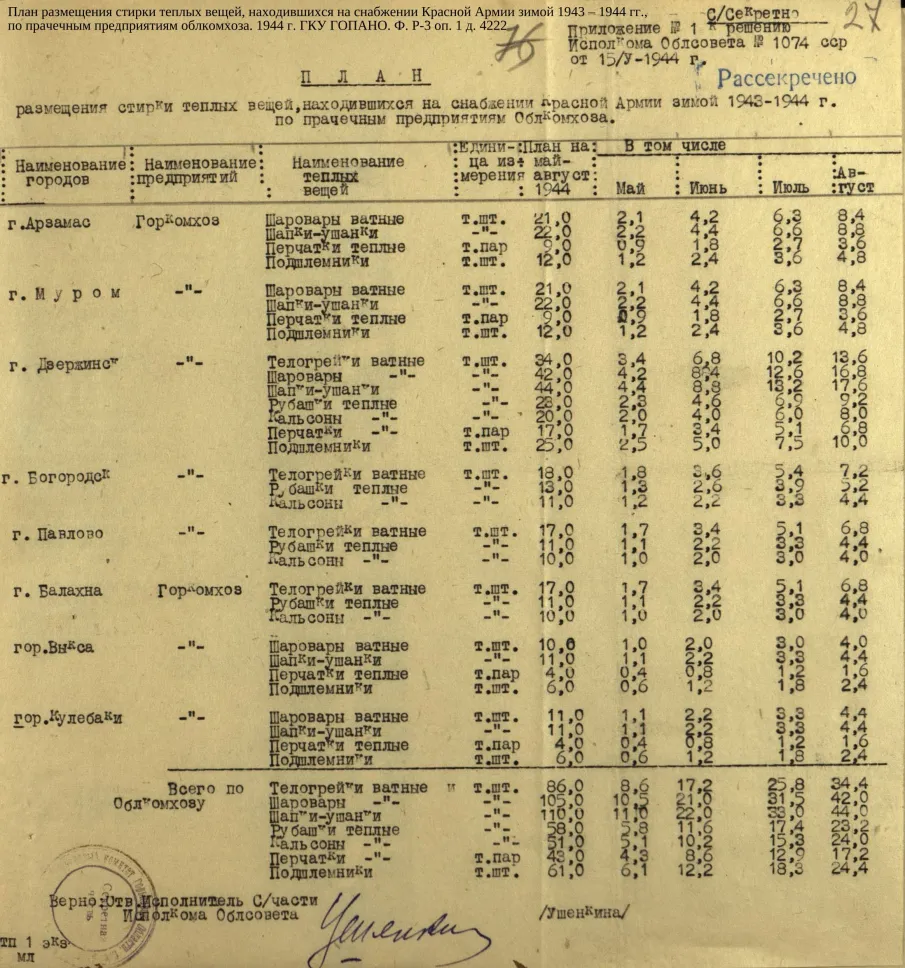 План размещения стирки теплых вещей, находившихся на снабжении Красной Армии зимой 1943 – 1944 гг.,
по прачечным предприятиям облкомхоза. 1944 г. ГКУ ГОПАНО. Ф. Р-3 оп. 1 д. 4222
27
76
С/Секретно
Приложение № 1 к решению
Исполкома Облсовета № 1074 сср
от 15/У-1944 г.
Рассекречено
П Л А Н
размещения стирки теплых вещей,находившихся на снабжении Красной Армии зимой 1943-1944 г.
по прачечным предприятиям Облкомхоза.
Наименование городов : Наименование предприятий : Наименование теплых вещей : Едини-ца из-мерения : План на май-август 1944 : В том числе
Май : Июнь : Июль : Ав-густ
г.Арзамас Горкомхоз Шаровары ватные т.шт. 21,0 2,1 4,2 6,3 8,4
Шапки-ушанки -"- 22,0 2,2 4,4 6,6 8,8
Перчатки теплые т.пар 9,0 0,9 1,8 2,7 3,6
Подшлемники т.шт. 12,0 1,2 2,4 3,6 4,8
г. М у р о м -"- Шаровары ватные т.шт. 21,0 2,1 4,2 6,3 8,4
Шапки-ушанки -"- 22,0 2,2 4,4 6,6 8,8
Перчатки теплые т.пар 9,0 0,9 1,8 2,7 3,6
Подшлемники т.шт. 12,0 1,2 2,4 3,6 4,8
г. Дзержинск -"- Телогрейки ватные т.шт. 34,0 3,4 6,8 10,2 13,6
Шаровары -"- -"- 42,0 4,2 8,4 12,6 16,8
Шапки-ушанки -"- 44,0 4,4 8,8 13,2 17,6
Рубашки теплые -"- 23,0 2,3 4,6 6,9 9,2
Кальсоны -"- -"- 20,0 2,0 4,0 6,0 8,0
Перчатки -"- т.пар 17,0 1,7 3,4 5,1 6,8
Подшлемники т.шт. 25,0 2,5 5,0 7,5 10,0
г. Богородск -"- Телогрейки ватные т.шт. 18,0 1,8 3,6 5,4 7,2
Рубашки теплые -"- 13,0 1,3 2,6 3,9 5,2
Кальсоны -"- -"- 11,0 1,2 2,2 3,3 4,4
г. Павлово -"- Телогрейки ватные т.шт. 17,0 1,7 3,4 5,1 6,8
Рубашки теплые -"- 11,0 1,1 2,2 3,3 4,4
Кальсоны -"- -"- 10,0 1,0 2,0 3,0 4,0
г. Балахна Горкомхоз Телогрейки ватные т.шт. 17,0 1,7 3,4 5,1 6,8
Рубашки теплые -"- 11,0 1,1 2,2 3,3 4,4
Кальсоны -"- -"- 10,0 1,0 2,0 3,0 4,0
гор.Выкса -"- Шаровары ватные т.шт. 10,0 1,0 2,0 3,0 4,0
Шапки-ушанки -"- 11,0 1,1 2,2 3,3 4,4
Перчатки теплые т.пар 4,0 0,4 0,8 1,2 1,6
Подшлемники т.шт. 6,0 0,6 1,2 1,8 2,4
гор.Кулебаки -"- Шаровары ватные т.шт. 11,0 1,1 2,2 3,3 4,4
Шапки-ушанки -"- 11,0 1,1 2,2 3,3 4,4
Перчатки теплые т.пар 4,0 0,4 0,8 1,2 1,6
Подшлемники т.шт. 6,0 0,6 1,2 1,8 2,4
Всего по Телогрейки ватные и т.шт. 86,0 8,6 17,2 25,8 34,4
Облкомхозу Шаровары -"- -"- 105,0 10,5 21,0 31,5 42,0
Шапки-ушанки -"- 110,0 11,0 22,0 33,0 44,0
Рубашки теплые -"- 58,0 5,8 11,6 17,4 23,2
Кальсоны -"- -"- 51,0 5,1 10,2 15,3 24,0
Перчатки -"- т.пар 43,0 4,3 8,6 12,9 17,2
Подшлемники т.шт. 61,0 6,1 12,2 18,3 24,4
Верно:Отв.Исполнитель С/части
Исполкома Облсовета /Ушенкина/
Секретная часть
тп 1 экз
мл